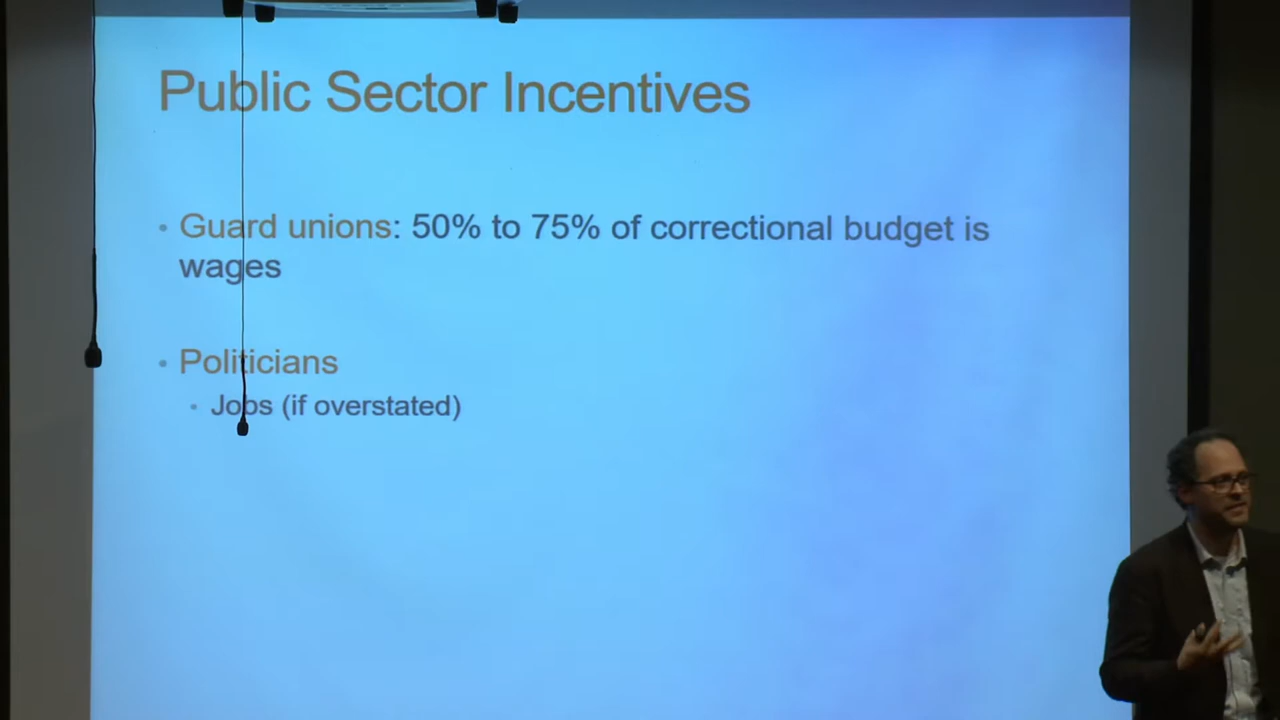 Public Sector Incentives
• Guard unions: 50% to 75% of correctional budget is
wages
• Politicians
• Jobs (if overstated)